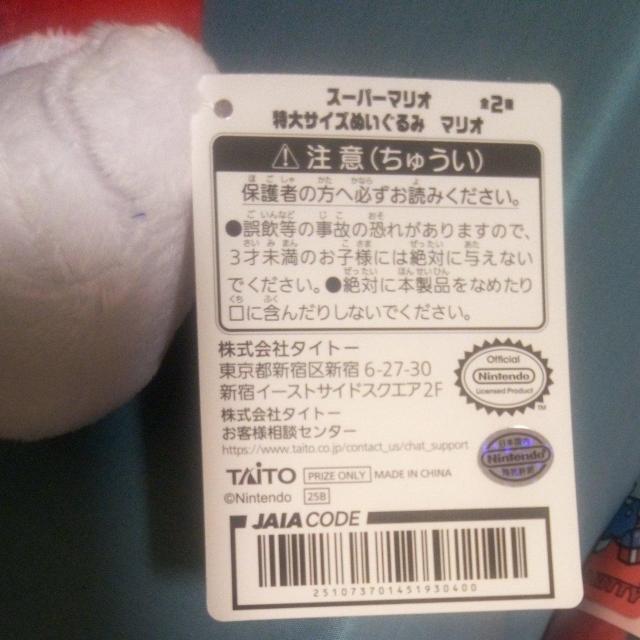 スーパーマリオ 全2種
特大サイズぬいぐるみ マリオ
注意(ちゅうい)
保護者の方へ必ずお読みください。
●誤飲等の事故の恐れがありますので、
3才未満のお子様には絶対に与えない
でください。●絶対に本製品をなめたり
口に含んだりしないでください。
株式会社タイトー
東京都新宿区新宿 6-27-30
新宿イーストサイドスクエア2F
株式会社タイトー
お客様相談センター
https://www.taito.co.jp/contact_us/chat_support
Official
Nintendo
Licensed Product
TM
日本国内
Nintendo
TAITO PRIZE ONLY MADE IN CHINA
©Nintendo 25B
JAIA CODE
2510737014519304​00